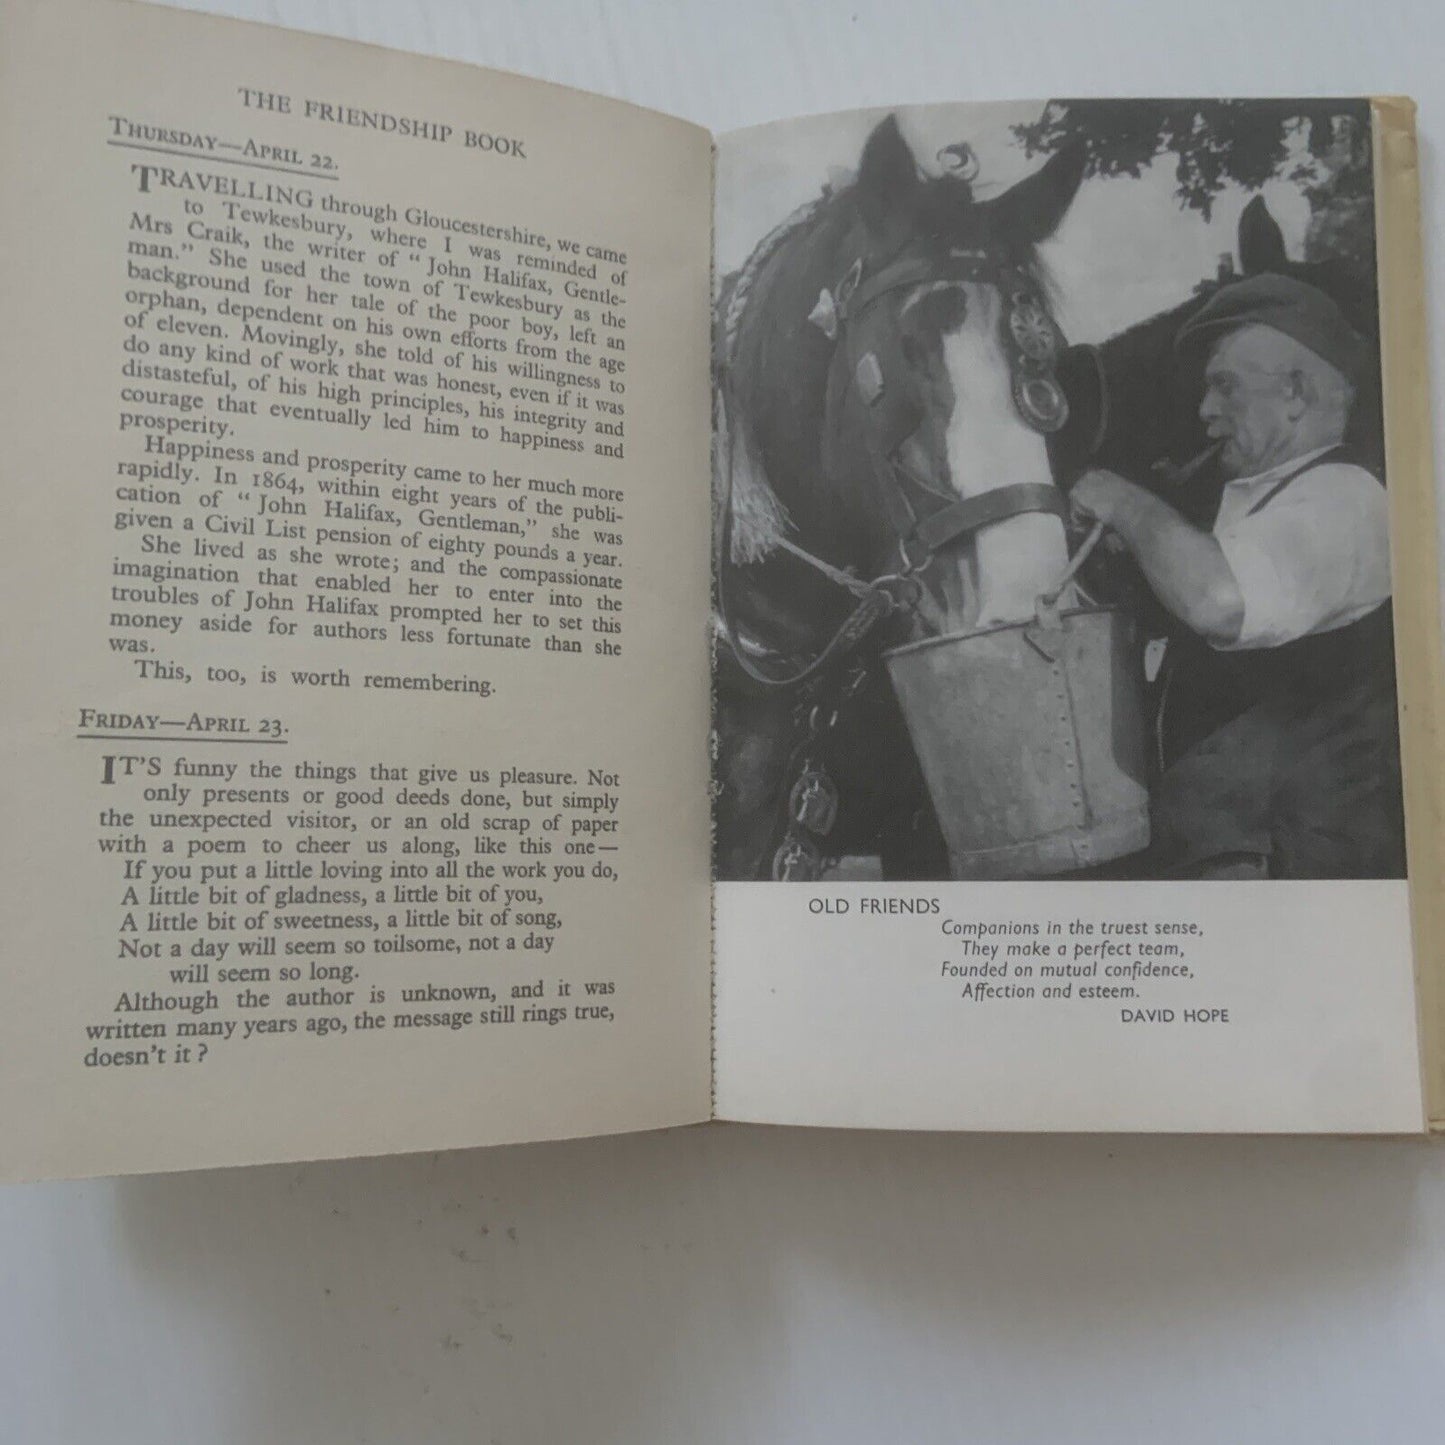 THE FRIENDSHIP BOOK
THURSDAY—APRIL 22.
TRAVELLING through Gloucestershire, we came
to Tewkesbury, where I was reminded of
Mrs Craik, the writer of " John Halifax, Gentle-
man." She used the town of Tewkesbury as the
background for her tale of the poor boy, left an
orphan, dependent on his own efforts from the age
of eleven. Movingly, she told of his willingness to
do any kind of work that was honest, even if it was
distasteful, of his high principles, his integrity and
courage that eventually led him to happiness and
prosperity.
Happiness and prosperity came to her much more
rapidly. In 1864, within eight years of the publi-
cation of " John Halifax, Gentleman," she was
given a Civil List pension of eighty pounds a year.
She lived as she wrote; and the compassionate
imagination that enabled her to enter into the
troubles of John Halifax prompted her to set this
money aside for authors less fortunate than she
was.
This, too, is worth remembering.
FRIDAY—APRIL 23.
IT'S funny the things that give us pleasure. Not
only presents or good deeds done, but simply
the unexpected visitor, or an old scrap of paper
with a poem to cheer us along, like this one—
If you put a little loving into all the work you do,
A little bit of gladness, a little bit of you,
A little bit of sweetness, a little bit of song,
Not a day will seem so toilsome, not a day
will seem so long.
Although the author is unknown, and it was
written many years ago, the message still rings true,
doesn't it ?
OLD FRIENDS
Companions in the truest sense,
They make a perfect team,
Founded on mutual confidence,
Affection and esteem.
DAVID HOPE